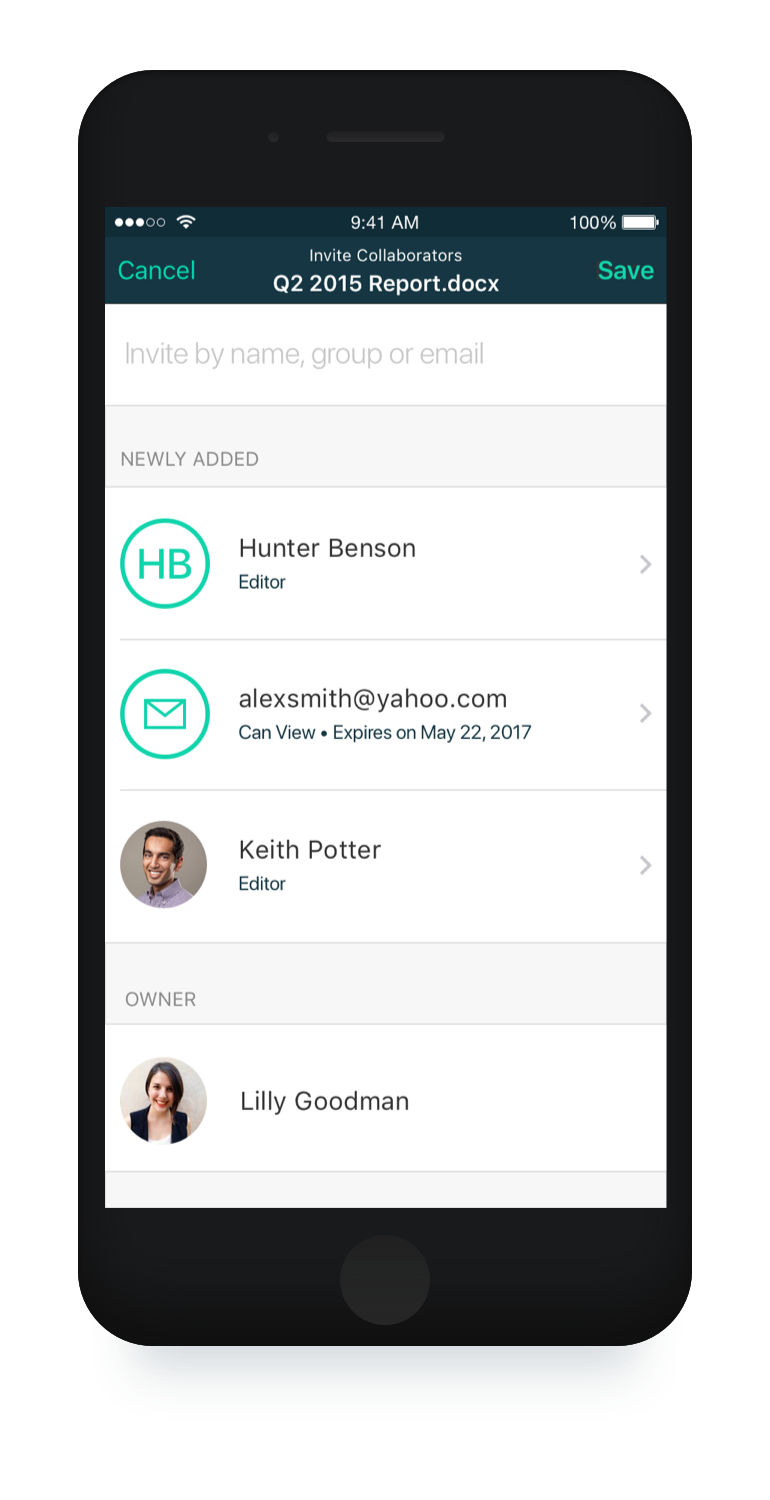 9:41 AM
100%
Cancel
Invite Collaborators
Q2 2015 Report.docx
Save
Invite by name, group or email
NEWLY ADDED
HB
Hunter Benson
Editor
alexsmith@yahoo.com
Can View • Expires on May 22, 2017
Keith Potter
Editor
OWNER
Lilly Goodman